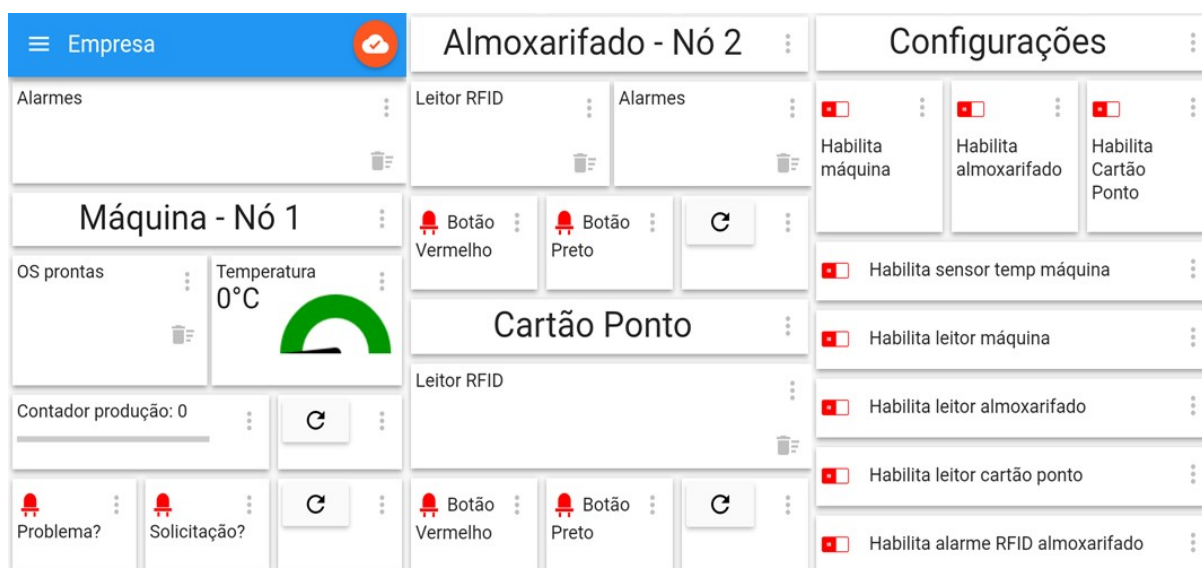 Empresa
Alarmes
Máquina - Nó 1
OS prontas
Temperatura
0°C
Contador produção: 0
Problema?
Solicitação?
Almoxarifado - Nó 2
Leitor RFID
Alarmes
Botão
Vermelho
Botão
Preto
Cartão Ponto
Leitor RFID
Botão
Vermelho
Botão
Preto
Configurações
Habilita
máquina
Habilita
almoxarifado
Habilita
Cartão
Ponto
Habilita sensor temp máquina
Habilita leitor máquina
Habilita leitor almoxarifado
Habilita leitor cartão ponto
Habilita alarme RFID almoxarifado